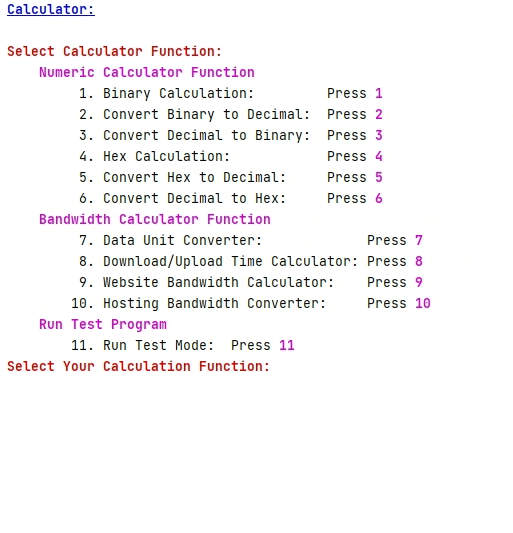 Calculator:
Select Calculator Function:
Numeric Calculator Function
1. Binary Calculation: Press 1
2. Convert Binary to Decimal: Press 2
3. Convert Decimal to Binary: Press 3
4. Hex Calculation: Press 4
5. Convert Hex to Decimal: Press 5
6. Convert Decimal to Hex: Press 6
Bandwidth Calculator Function
7. Data Unit Converter: Press 7
8. Download/Upload Time Calculator: Press 8
9. Website Bandwidth Calculator: Press 9
10. Hosting Bandwidth Converter: Press 10
Run Test Program
11. Run Test Mode: Press 11
Select Your Calculation Function: